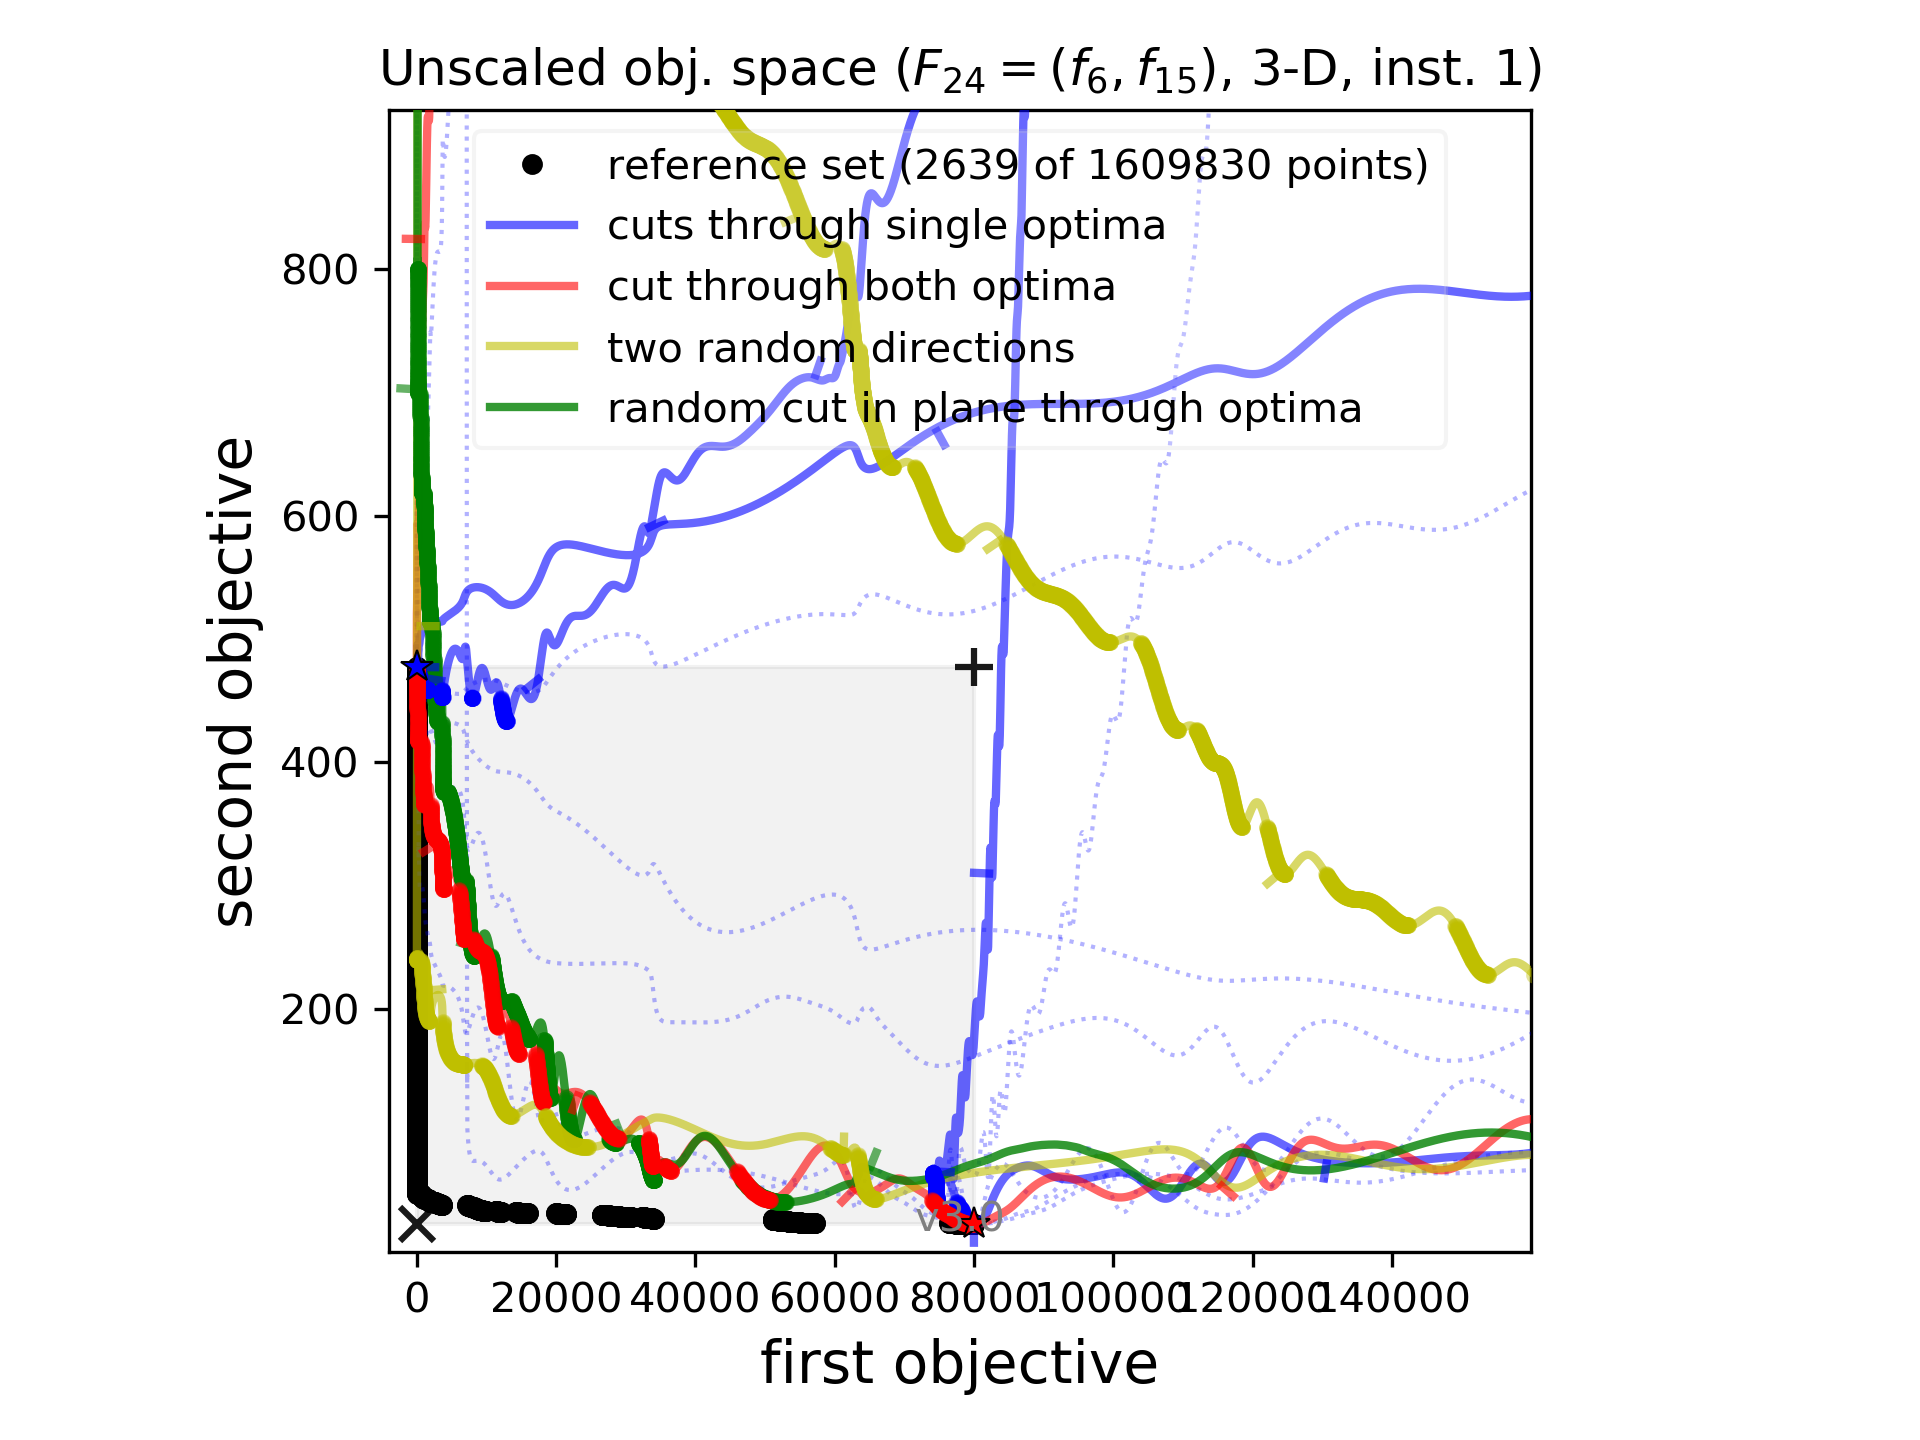 Unscaled obj. space (F24 = (f6, f15), 3-D, inst. 1)
reference set (2639 of 1609830 points)
cuts through single optima
cut through both optima
two random directions
random cut in plane through optima
second objective
800
600
400
200
v3.0
0 20000 40000 60000 80000 100000 120000 140000
first objective